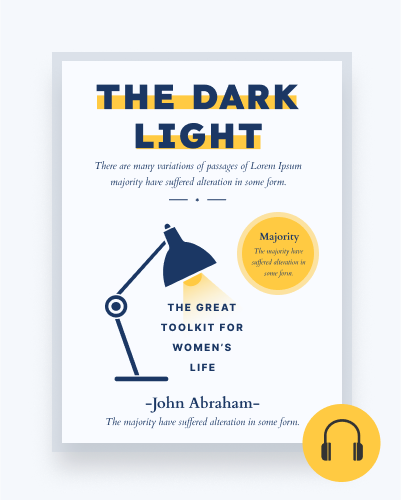 THE DARK
LIGHT
There are many variations of passages of Lorem Ipsum
majority have suffered alteration in some form.
Majority
The majority have
suffered alteration in
some form.
THE GREAT
TOOLKIT FOR
WOMEN'S
LIFE
-John Abraham-
The majority have suffered alteration in some form.